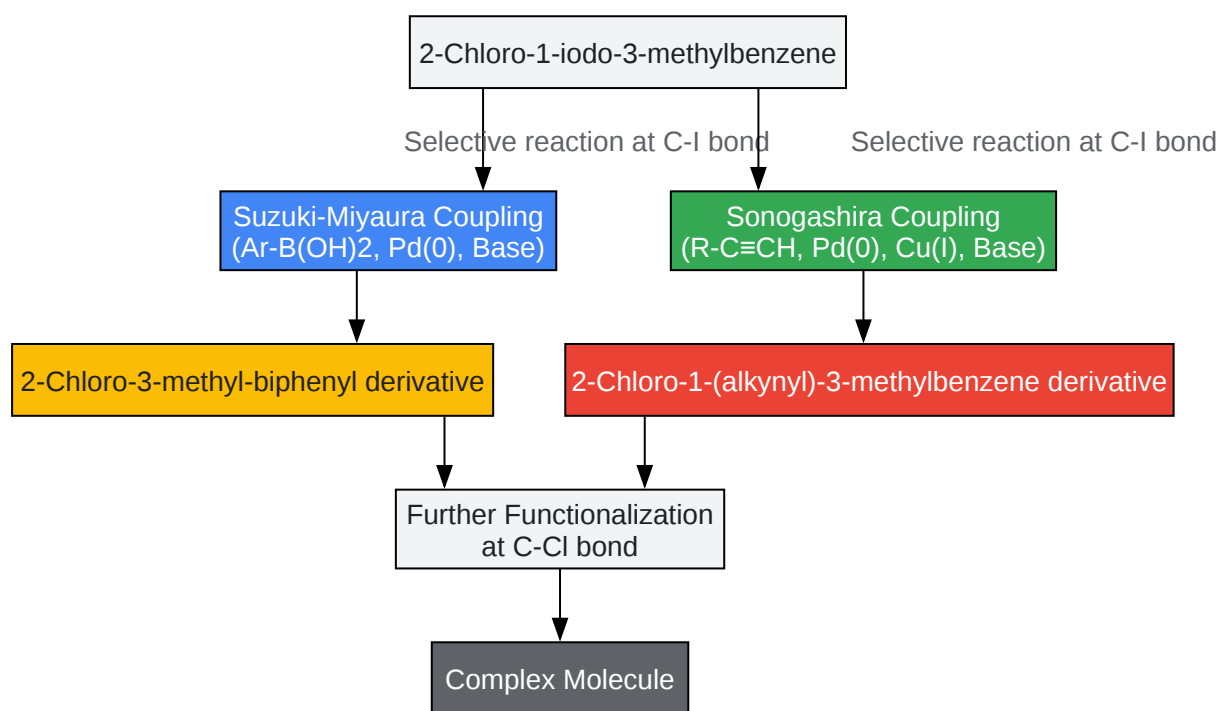 2-Chloro-1-iodo-3-methylbenzene
Selective reaction at C-I bond
Selective reaction at C-I bond
Suzuki-Miyaura Coupling
(Ar-B(OH)2, Pd(0), Base)
Sonogashira Coupling
(R-C≡CH, Pd(0), Cu(I), Base)
2-Chloro-3-methyl-biphenyl derivative
2-Chloro-1-(alkynyl)-3-methylbenzene derivative
Further Functionalization
at C-Cl bond
Complex Molecule